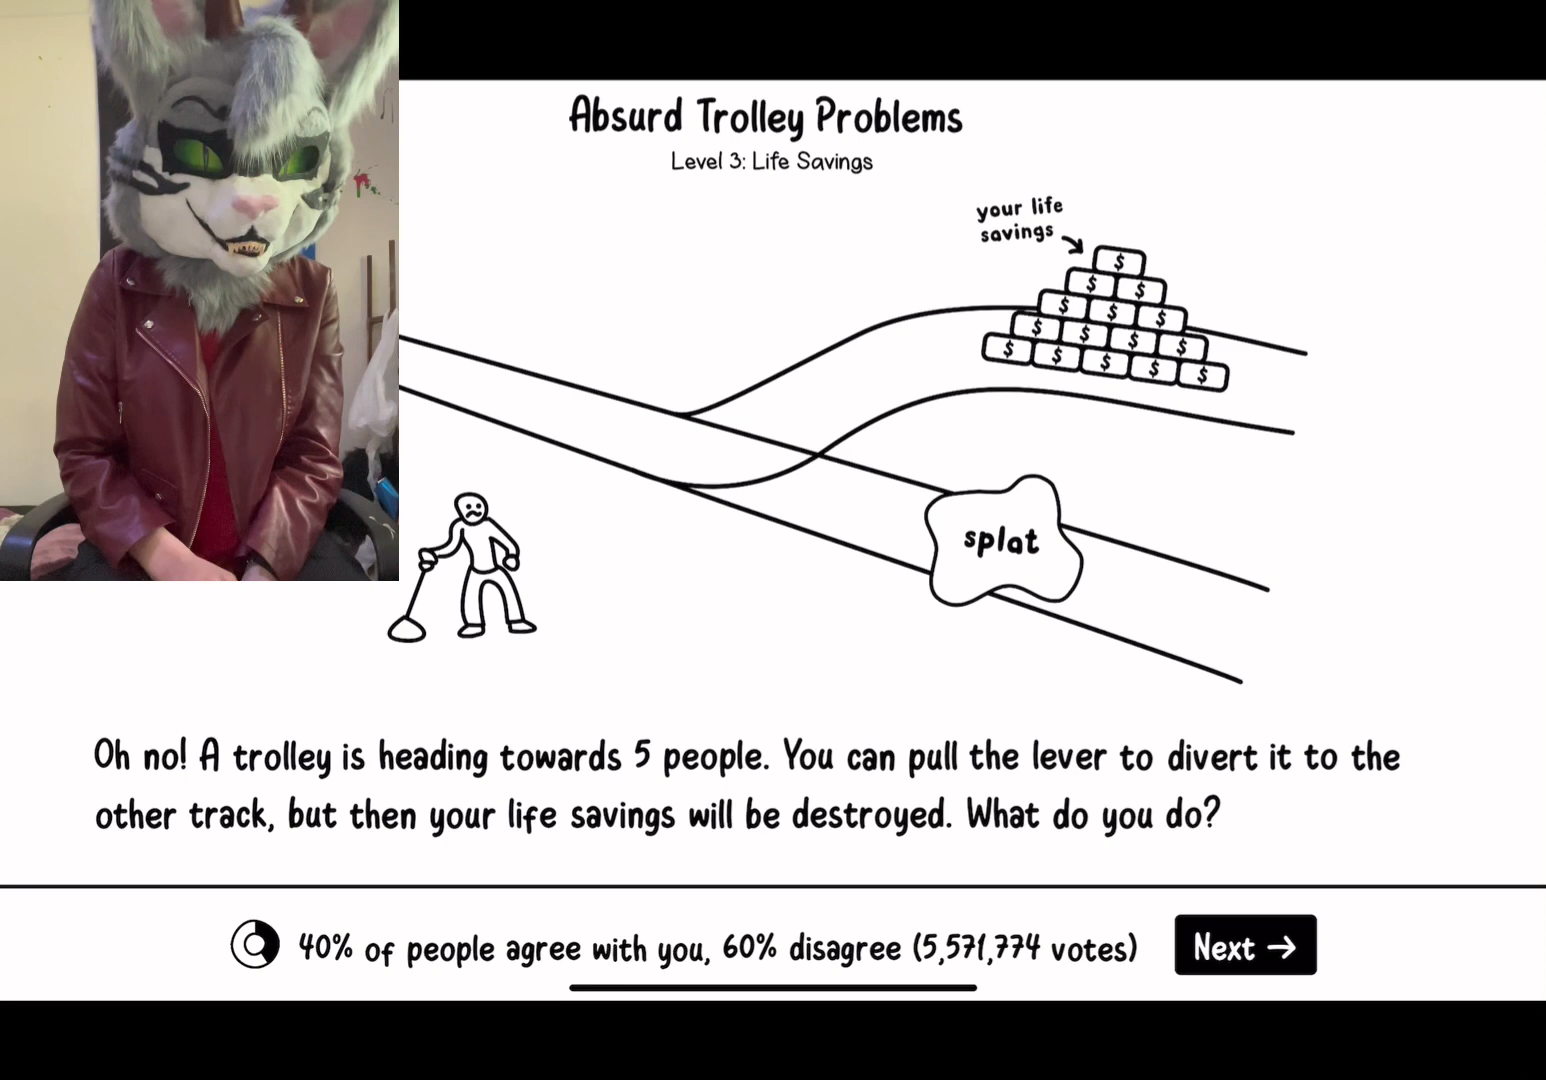 Absurd Trolley Problems
Level 3: Life Savings
your life
savings
$
$ $
$ $ $
$ $ $ $
$ $ $ $ $
splat
Oh no! A trolley is heading towards 5 people. You can pull the lever to divert it to the
other track, but then your life savings will be destroyed. What do you do?
40% of people agree with you, 60% disagree (5,571,774 votes)
Next →